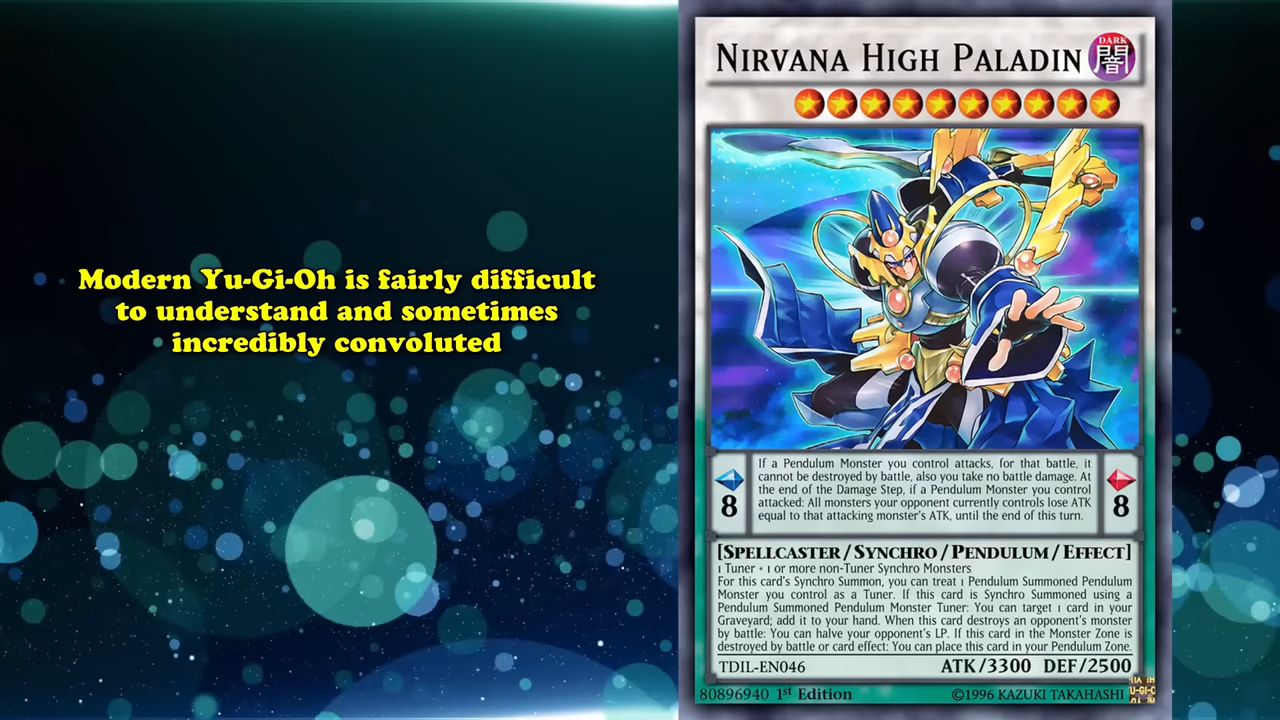 Modern Yu-Gi-Oh is fairly difficult
to understand and sometimes
incredibly convoluted
Nirvana High Paladin
DARK
闇
If a Pendulum Monster you control attacks, for that battle, it
cannot be destroyed by battle, also you take no battle damage. At
the end of the Damage Step, if a Pendulum Monster you control
attacked: All monsters your opponent currently controls lose ATK
equal to that attacking monster's ATK, until the end of this turn.
8
8
[Spellcaster / Synchro / Pendulum / Effect]
1 Tuner + 1 or more non-Tuner Synchro Monsters
For this card's Synchro Summon, you can treat 1 Pendulum Summoned Pendulum
Monster you control as a Tuner. If this card is Synchro Summoned using a
Pendulum Summoned Pendulum Monster Tuner: You can target 1 card in your
Graveyard; add it to your hand. When this card destroys an opponent's monster
by battle: You can halve your opponent's LP. If this card in the Monster Zone is
destroyed by battle or card effect: You can place this card in your Pendulum Zone.
TDIL-EN046
ATK/3300 DEF/2500
80896940 1st Edition
©1996 KAZUKI TAKAHASHI